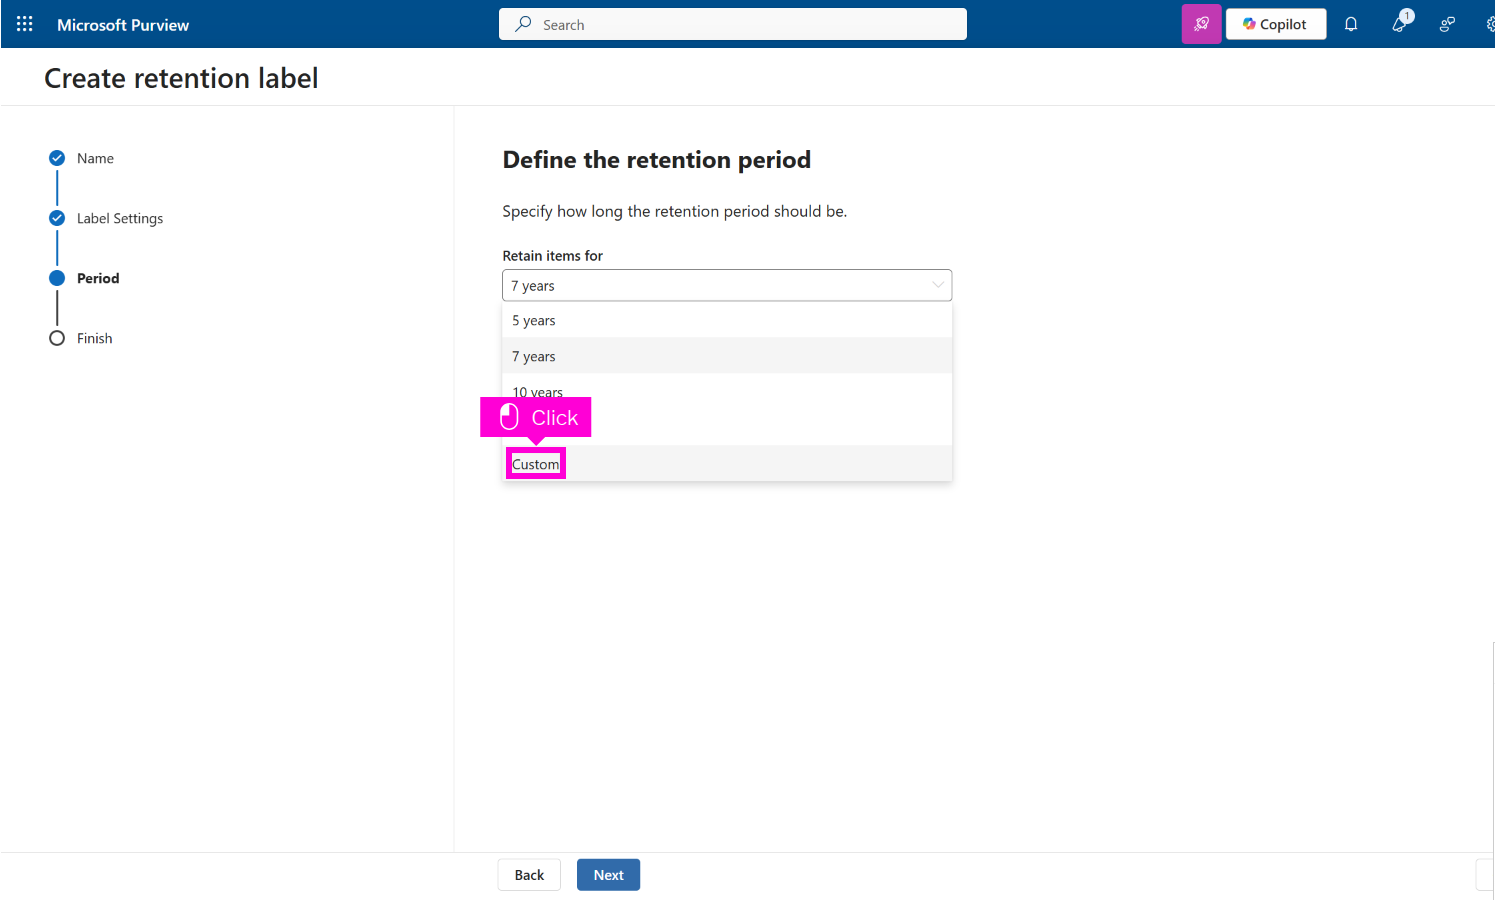 Microsoft Purview
Search
Copilot
1
Create retention label
Name
Label Settings
Period
Finish
Define the retention period
Specify how long the retention period should be.
Retain items for
7 years
5 years
7 years
10 years
Click
Custom
Back
Next